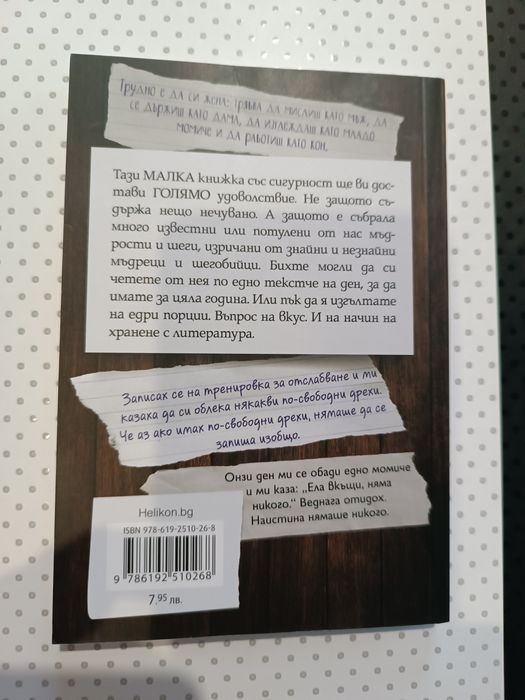 Трудно е да си жена: трябва да мислиш като мъж, да
се държиш като дама, да изглеждаш като младо
момиче и да работиш като кон.
Тази МАЛКА книжка със сигурност ще ви дос-
тави ГОЛЯМО удоволствие. Не защото съ-
държа нещо нечувано. А защото е събрала
много известни или потулени от нас мъд-
рости и шеги, изричани от знайни и незнайни
мъдреци и шегобийци. Бихте могли да си
четете от нея по едно текстче на ден, за да
имате за цяла година. Или пък да я изгълтате
на едри порции. Въпрос на вкус. И на начин на
хранене с литература.
Записах се на тренировка за отслабване и ми
казаха да си облека някакви по-свободни дрехи.
Че аз ако имах по-свободни дрехи, нямаше да се
запиша изобщо.
Онзи ден ми се обади едно момиче
и ми каза: „Ела вкъщи, няма
никого.“ Веднага отидох.
Наистина нямаше никого.
Helikon.bg
ISBN 978-619-2510-26-8
9 786192 510268
7,95 лв.